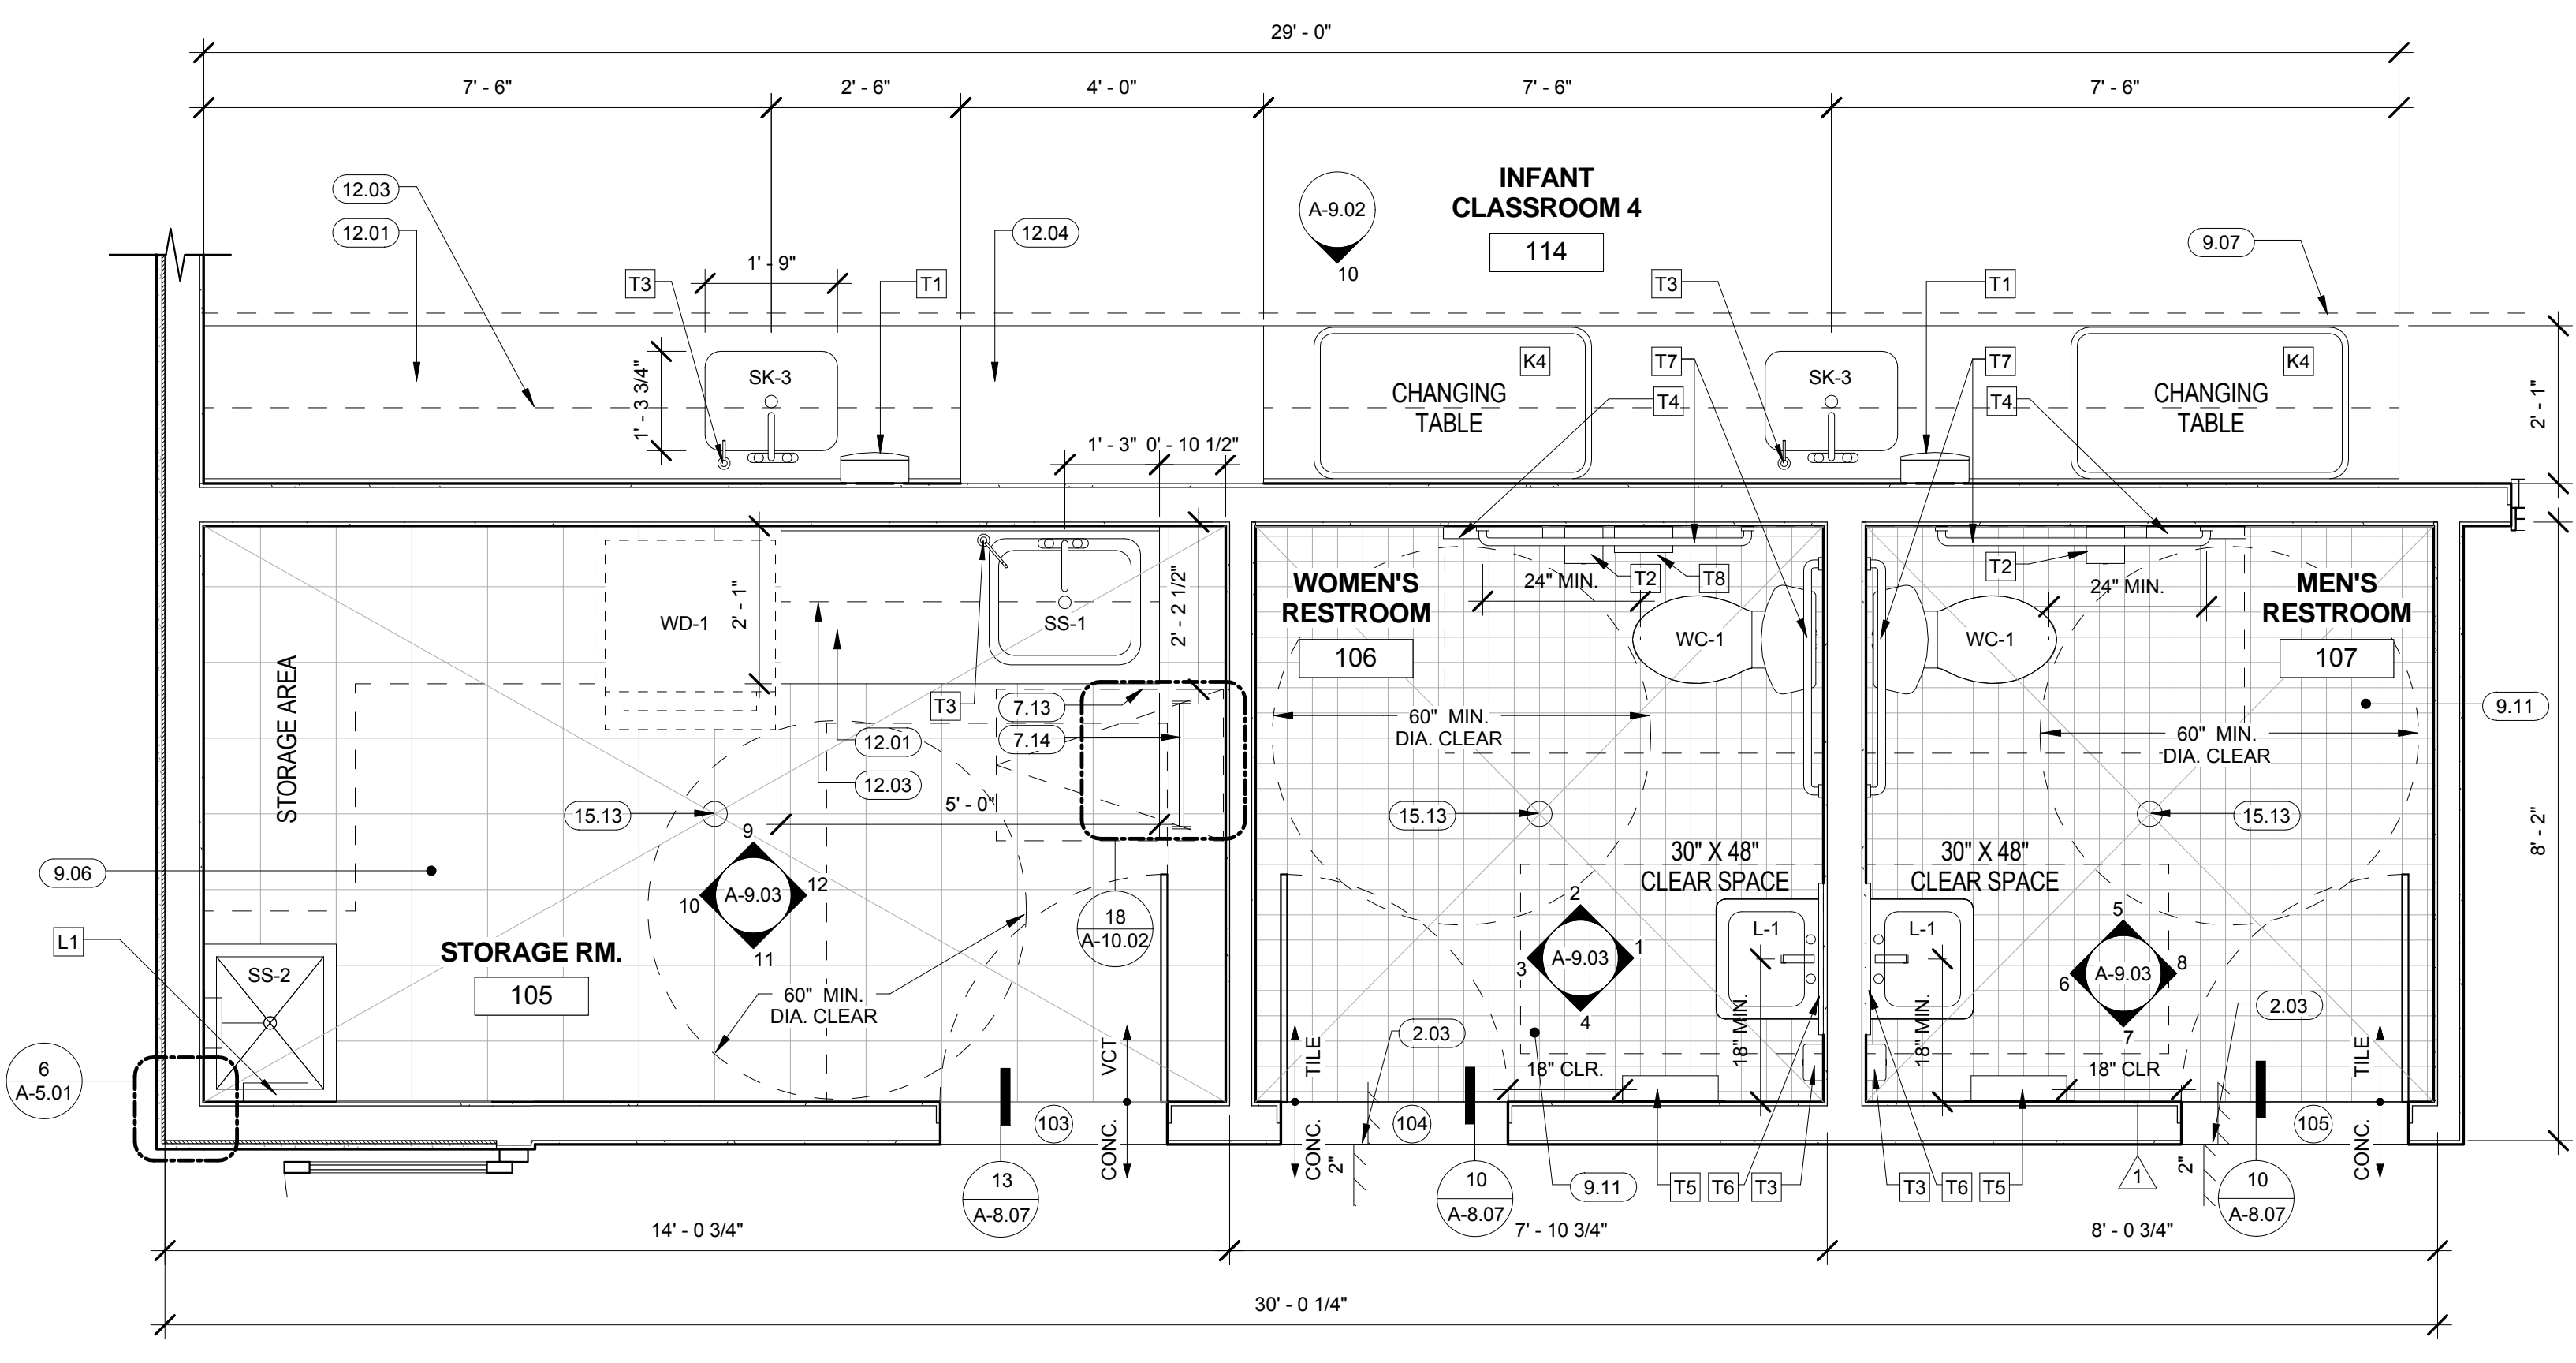 29' - 0"
7' - 6"
2' - 6"
4' - 0"
7' - 6"
7' - 6"
12.03
12.01
12.04
A-9.02
10
INFANT
CLASSROOM 4
114
9.07
T3
1' - 9"
T1
T3
T1
1' - 3 3/4"
SK-3
K4
CHANGING
TABLE
T7
T4
SK-3
T7
T4
K4
CHANGING
TABLE
2' - 1"
1' - 3"
0' - 10 1/2"
STORAGE AREA
WD-1
2' - 1"
SS-1
2' - 2 1/2"
T3
7.13
7.14
12.01
12.03
5' - 0"
15.13
WOMEN'S
RESTROOM
106
24" MIN.
T2
T8
WC-1
60" MIN.
DIA. CLEAR
15.13
T2
24" MIN.
WC-1
MEN'S
RESTROOM
107
60" MIN.
DIA. CLEAR
15.13
9.11
8' - 2"
9.06
L1
SS-2
STORAGE RM.
105
9
10
A-9.03
12
11
60" MIN.
DIA. CLEAR
18
A-10.02
VCT
CONC.
6
A-5.01
103
13
A-8.07
30" X 48"
CLEAR SPACE
2
3
A-9.03
1
4
L-1
18" MIN.
2.03
18" CLR.
TILE
CONC.
2"
104
10
A-8.07
9.11
T5
T6
T3
30" X 48"
CLEAR SPACE
L-1
18" MIN.
5
6
A-9.03
8
7
2.03
18" CLR
TILE
CONC.
T3
T6
T5
1
2"
105
10
A-8.07
14' - 0 3/4"
7' - 10 3/4"
8' - 0 3/4"
30' - 0 1/4"